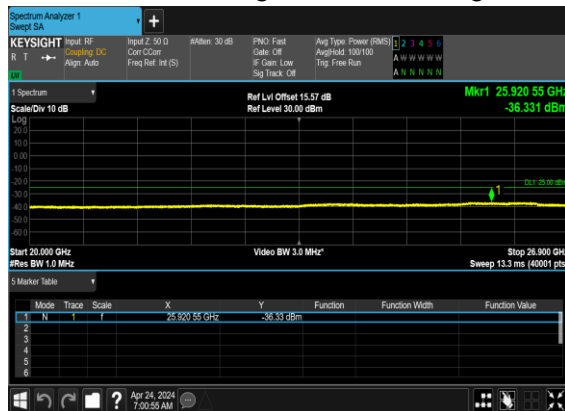 Spectrum Analyzer 1
Swept SA
+
KEYSIGHT Input: RF Input Z: 50 Ω #Atten: 30 dB PNO: Fast Avg Type: Power (RMS) 1 2 3 4 5 6
R T Coupling: DC Corr CCorr Gate: Off Avg|Hold: 100/100 A W W W W W
Align: Auto Freq Ref: Int (S) IF Gain: Low Trig: Free Run
LW Sig Track: Off A N N N N N
1 Spectrum Ref Lvl Offset 15.57 dB Mkr1 25.920 55 GHz
Scale/Div 10 dB Ref Level 30.00 dBm -36.331 dBm
Log
20.0
10.0
0.00
-10.0
-20.0
DL1 -25.00 dBm
-30.0
1
-40.0
-50.0
-60.0
Start 20.000 GHz Video BW 3.0 MHz* Stop 26.900 GHz
#Res BW 1.0 MHz Sweep 13.3 ms (40001 pts)
5 Marker Table
Mode Trace Scale X Y Function Function Width Function Value
1 N 1 f 25.920 55 GHz -36.33 dBm
2
3
4
5
6
? Apr 24, 2024
7:00:55 AM